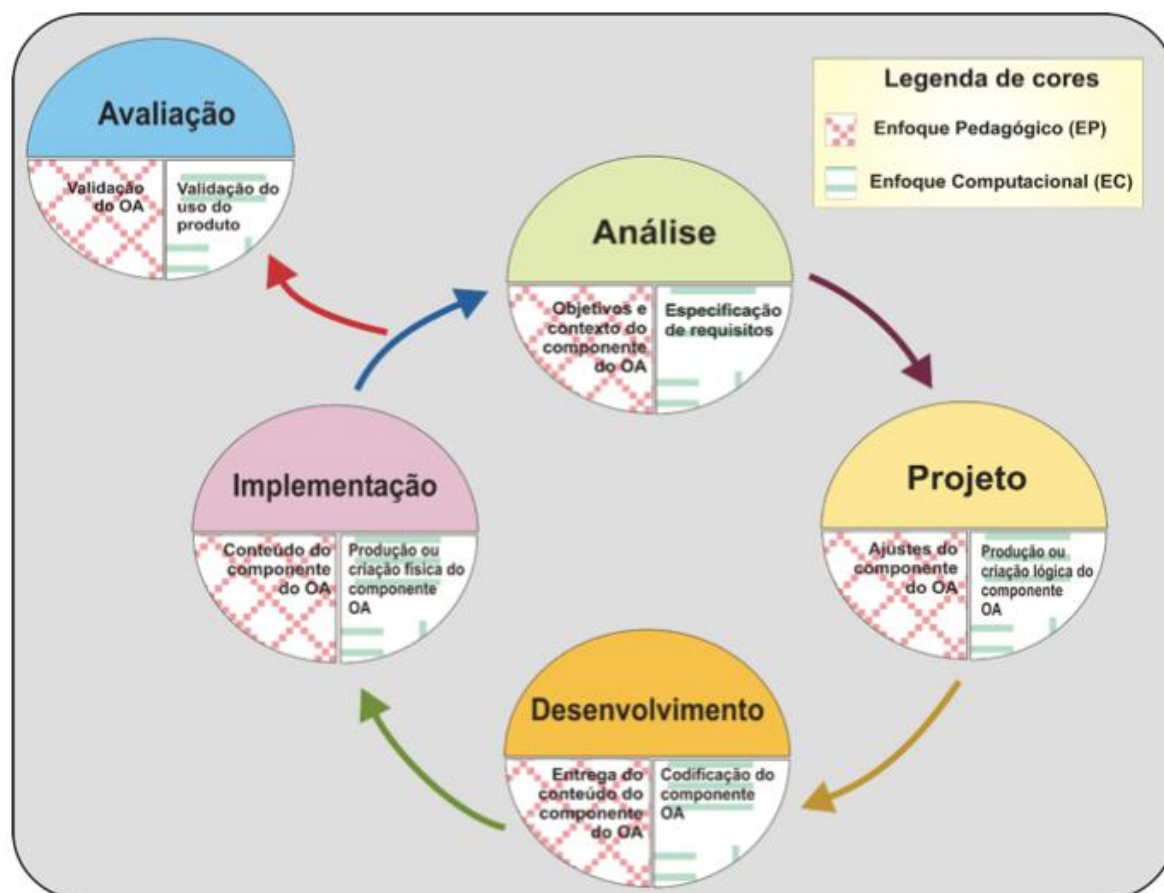 Avaliação
Validação
do OA
Validação do
uso do
produto
Legenda de cores
Enfoque Pedagógico (EP)
Enfoque Computacional (EC)
Análise
Objetivos e
contexto do
componente
do OA
Especificação
de requisitos
Implementação
Conteúdo do
componente
do OA
Produção ou
criação física do
componente
OA
Projeto
Ajustes do
componente
do OA
Produção ou
criação lógica do
componente
OA
Desenvolvimento
Entrega do
conteúdo do
componente
do OA
Codificação do
componente
OA